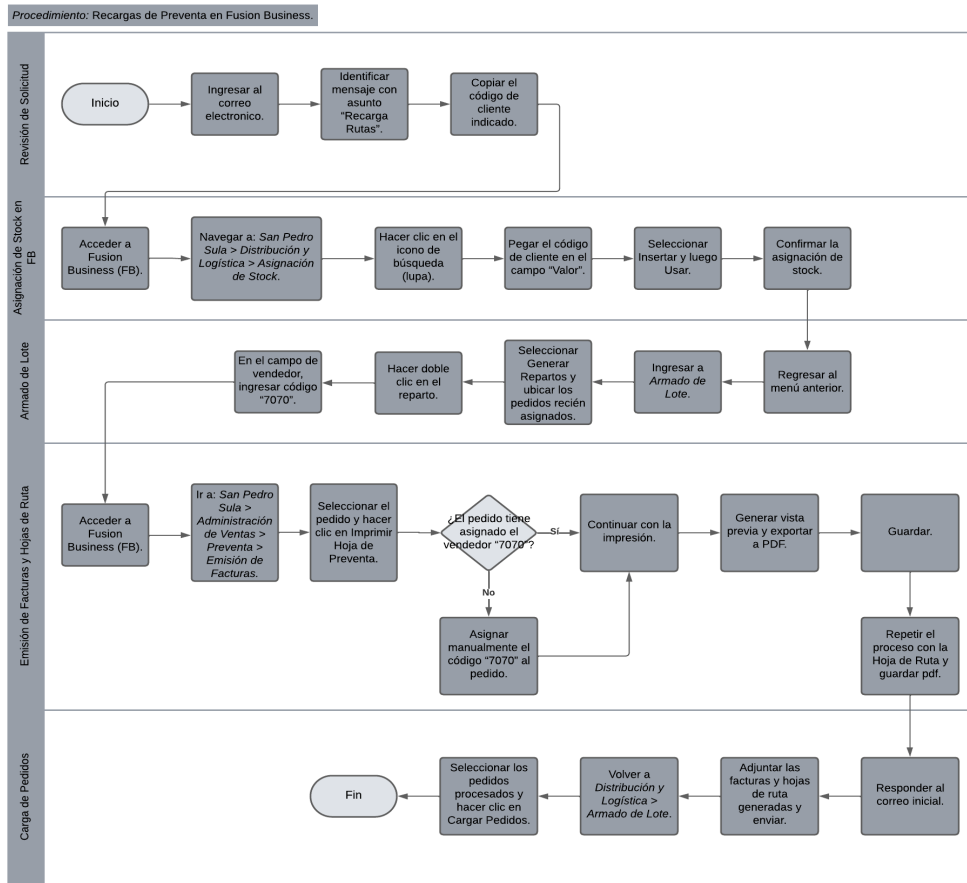 Procedimiento: Recargas de Preventa en Fusion Business.
Revisión de Solicitud
Inicio
Ingresar al
correo
electronico.
Identificar
mensaje con
asunto
“Recarga
Rutas”.
Copiar el
código de
cliente
indicado.
Asignación de Stock en
FB
Acceder a
Fusion
Business (FB).
Navegar a: San Pedro
Sula > Distribución y
Logística > Asignación
de Stock.
Hacer clic en el
icono de
búsqueda
(lupa).
Pegar el código
de cliente en el
campo “Valor”.
Seleccionar
Insertar y luego
Usar.
Confirmar la
asignación de
stock.
Armado de Lote
Regresar al
menú anterior.
Ingresar a
Armado de
Lote.
Seleccionar
Generar
Repartos y
ubicar los
pedidos recién
asignados.
Hacer doble
clic en el
reparto.
En el campo de
vendedor,
ingresar código
“7070”.
Emisión de Facturas y Hojas de Ruta
Acceder a
Fusion
Business (FB).
Ir a: San Pedro
Sula >
Administración
de Ventas >
Preventa >
Emisión de
Facturas.
Seleccionar el
pedido y hacer
clic en Imprimir
Hoja de
Preventa.
¿El pedido tiene
asignado el
vendedor “7070”?
Sí
No
Asignar
manualmente el
código “7070” al
pedido.
Continuar con la
impresión.
Generar vista
previa y exportar
a PDF.
Guardar.
Repetir el
proceso con la
Hoja de Ruta y
guardar pdf.
Carga de Pedidos
Responder al
correo inicial.
Adjuntar las
facturas y hojas
de ruta
generadas y
enviar.
Volver a
Distribución y
Logística >
Armado de Lote.
Seleccionar los
pedidos
procesados y
hacer clic en
Cargar Pedidos.
Fin